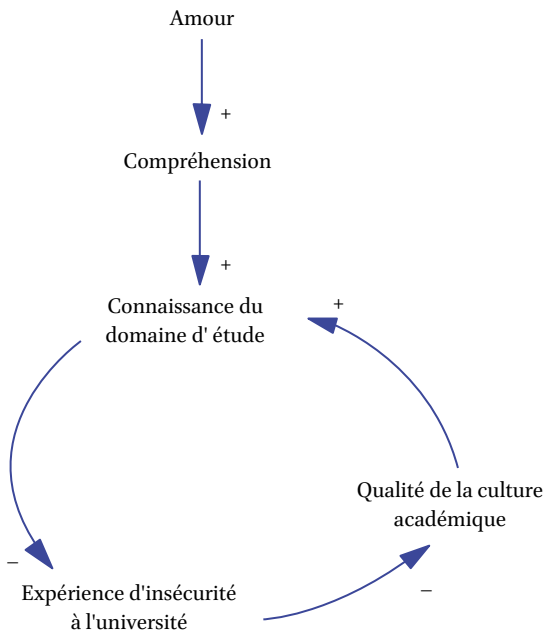 Amour
+
Compréhension
+
Connaissance du
domaine d' étude
+
Qualité de la culture
académique
–
Expérience d'insécurité
à l'université
–